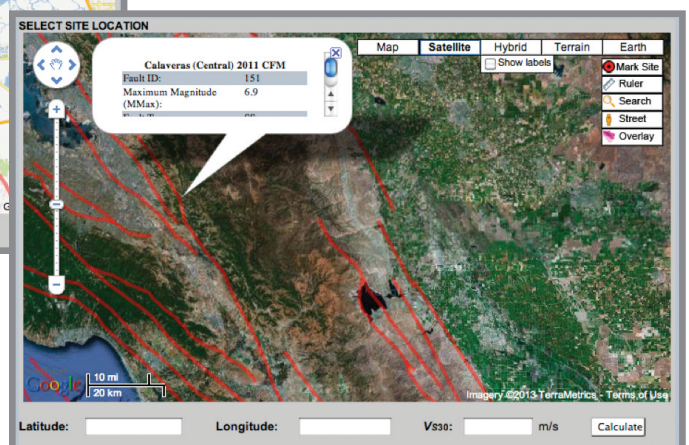 SELECT SITE LOCATION
Calaveras (Central) 2011 CFM
Fault ID: 151
Maximum Magnitude (MMax): 6.9
Map Satellite Hybrid Terrain Earth
Show labels
Mark Site
Ruler
Search
Street
Overlay
G
Google
10 mi
20 km
Imagery ©2013 TerraMetrics - Terms of Use
Latitude: Longitude: VS30: m/s Calculate